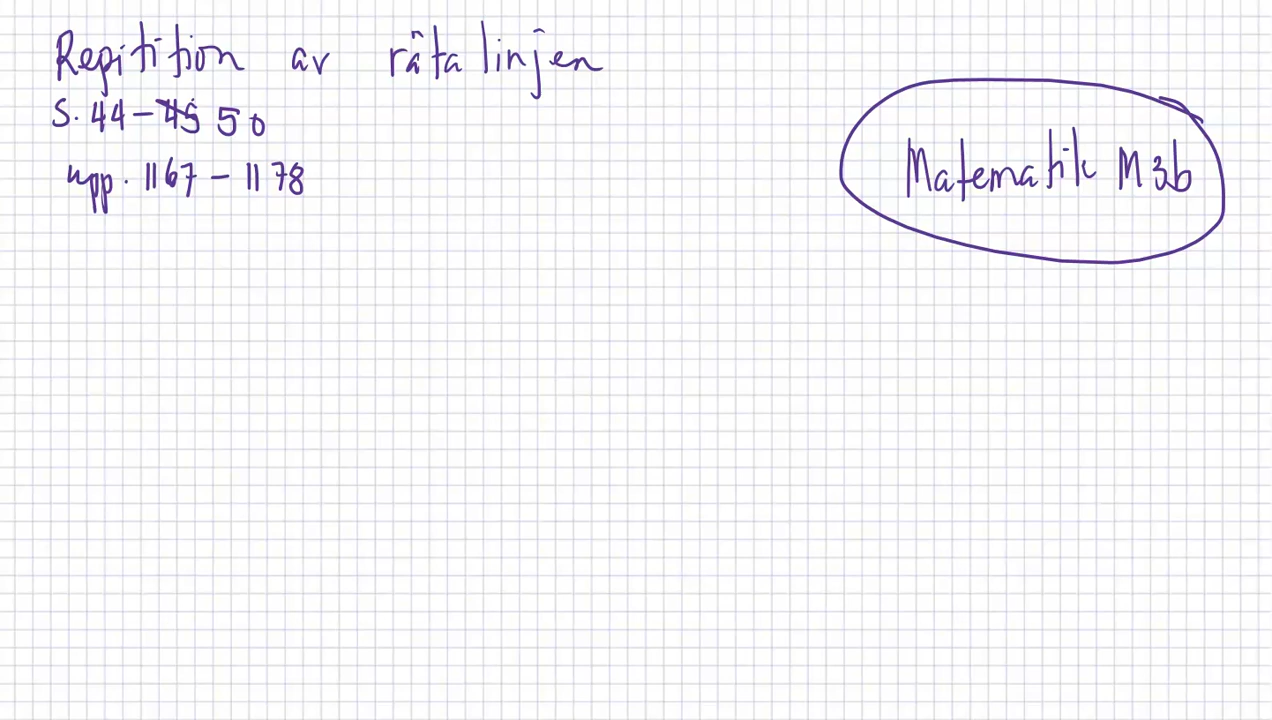 Repitition av räta linjen
S. 44 - 45 50
upp. 1167 - 1178
Matematik M3b